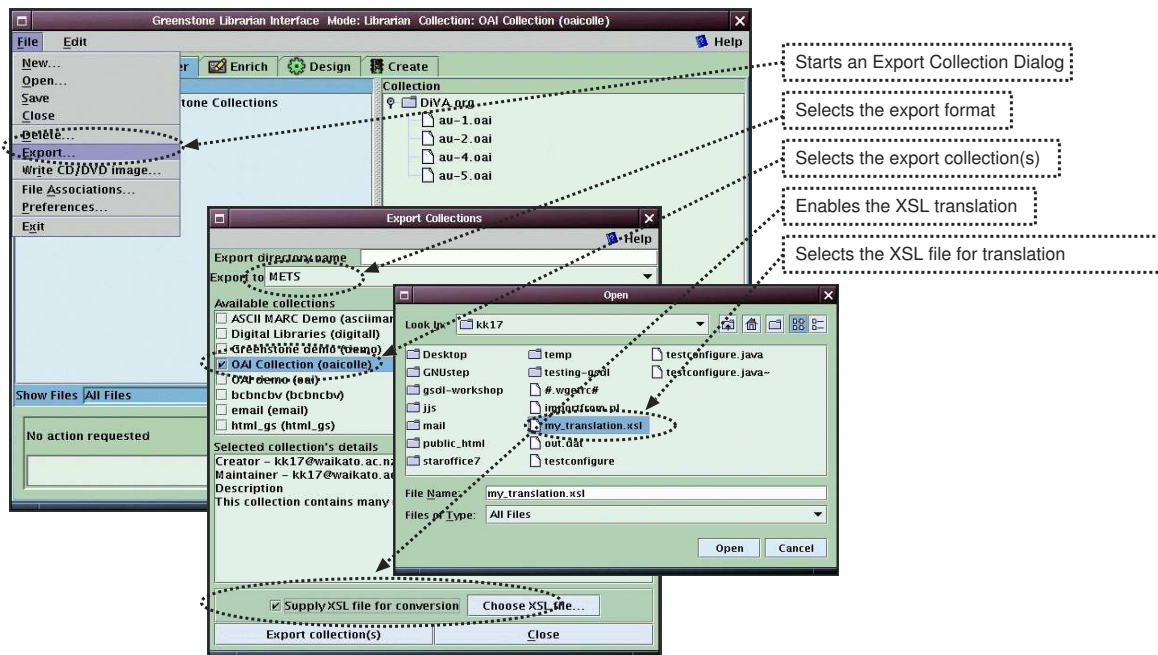 Greenstone Librarian Interface Mode: Librarian Collection: OAI Collection (oaicolle)
File Edit
Help
New...
Open...
Save
Close
Delete...
Export...
Write CD/DVD image...
File Associations...
Preferences...
Exit
Enrich
Design
Create
Collection
DiVA.org
au-1.oai
au-2.oai
au-4.oai
au-5.oai
tone Collections
Show Files All Files
No action requested
Export Collections
Help
Export directory name
Export to METS
Available collections
ASCII MARC Demo (asciimar
Digital Libraries (digitall)
Greenstone demo (demo)
OAI Collection (oaicolle)
OAI demo (oai)
bcbncbv (bcbncbv)
email (email)
html_gs (html_gs)
Selected collection's details
Creator - kk17@waikato.ac.nz
Maintainer - kk17@waikato.ac
Description
This collection contains many
Supply XSL file for conversion
Choose XSL file...
Export collection(s)
Close
Open
Look In: kk17
Desktop
GNUstep
gsdl-workshop
jjs
mail
public_html
staroffice7
temp
testing-gsdl
#.wgetrc#
importfrom.pl
my_translation.xsl
out.dat
testconfigure
testconfigure.java
testconfigure.java~
File Name: my_translation.xsl
Files of Type: All Files
Open
Cancel
Starts an Export Collection Dialog
Selects the export format
Selects the export collection(s)
Enables the XSL translation
Selects the XSL file for translation